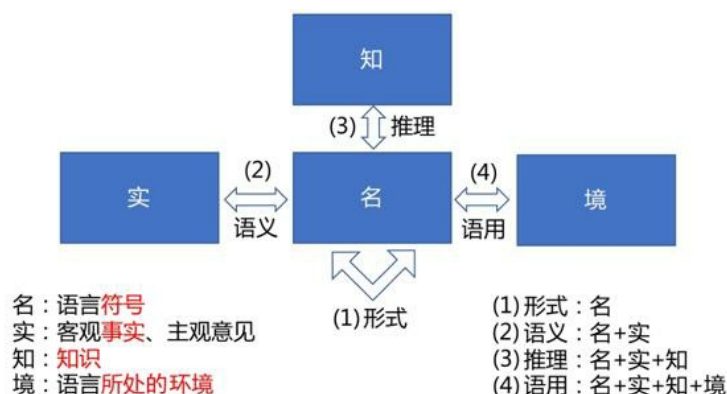 知
(3) 推理
实
(2)
语义
名
(4)
语用
境
(1)形式
名：语言符号
实：客观事实、主观意见
知：知识
境：语言所处的环境
(1)形式：名
(2)语义：名+实
(3)推理：名+实+知
(4)语用：名+实+知+境